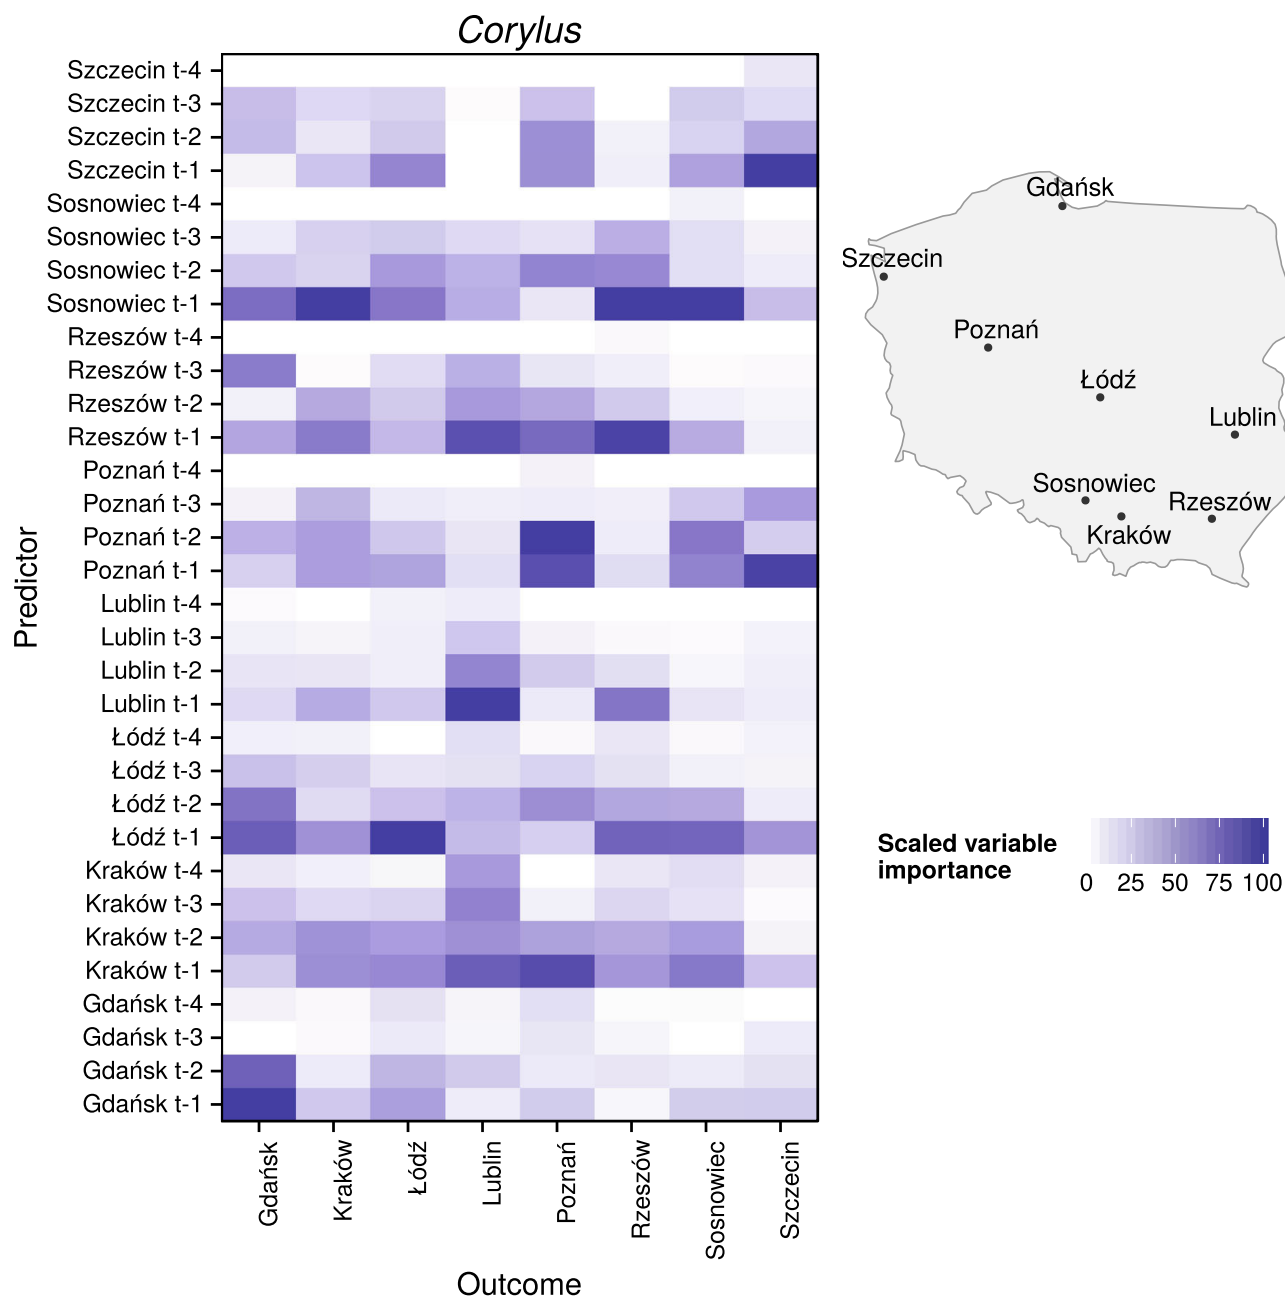 Corylus
Szczecin t-4
Szczecin t-3
Szczecin t-2
Szczecin t-1
Sosnowiec t-4
Sosnowiec t-3
Sosnowiec t-2
Sosnowiec t-1
Rzeszów t-4
Rzeszów t-3
Rzeszów t-2
Rzeszów t-1
Poznań t-4
Poznań t-3
Poznań t-2
Poznań t-1
Lublin t-4
Lublin t-3
Lublin t-2
Lublin t-1
Łódź t-4
Łódź t-3
Łódź t-2
Łódź t-1
Kraków t-4
Kraków t-3
Kraków t-2
Kraków t-1
Gdańsk t-4
Gdańsk t-3
Gdańsk t-2
Gdańsk t-1
Predictor
Gdańsk
Kraków
Łódź
Lublin
Poznań
Rzeszów
Sosnowiec
Szczecin
Outcome
Gdańsk
Szczecin
Poznań
Łódź
Lublin
Sosnowiec
Rzeszów
Kraków
Scaled variable
importance
0 25 50 75 100